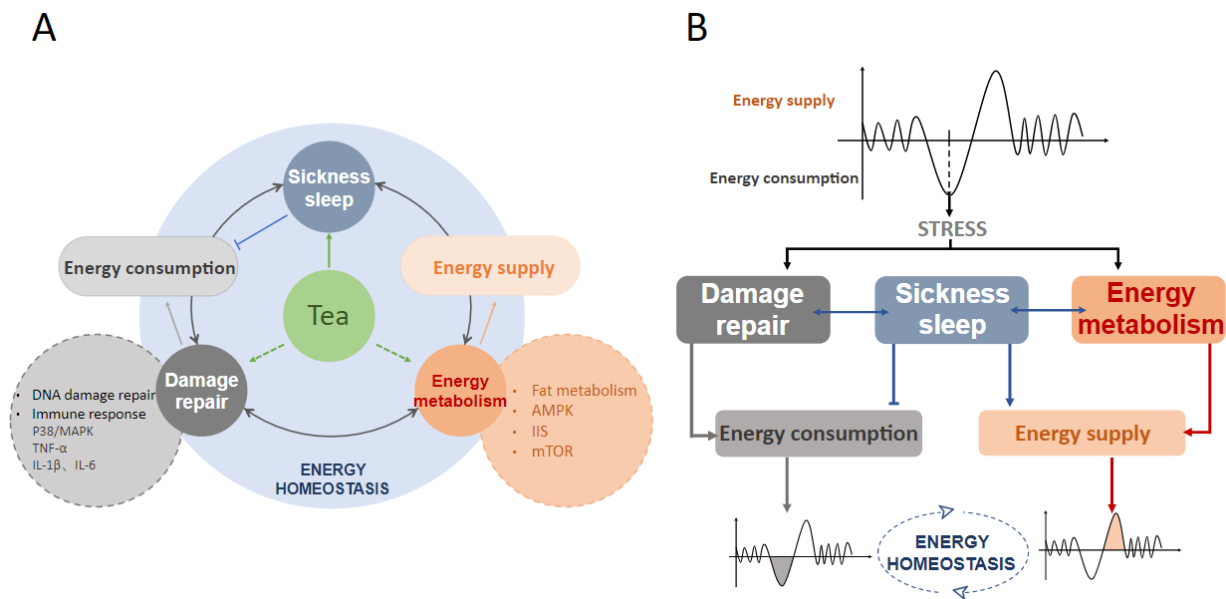 A
Sickness
sleep
Energy consumption
Energy supply
Tea
Damage
repair
Energy
metabolism
• DNA damage repair
• Immune response
P38/MAPK
TNF-α
IL-1β、IL-6
• Fat metabolism
• AMPK
• IIS
• mTOR
ENERGY
HOMEOSTASIS
B
Energy supply
Energy consumption
STRESS
Damage
repair
Sickness
sleep
Energy
metabolism
Energy consumption
Energy supply
ENERGY
HOMEOSTASIS